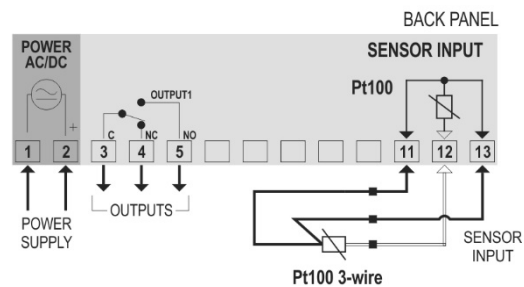 BACK PANEL
POWER
AC/DC
SENSOR INPUT
Pt100
OUTPUT1
+
C
NC
NO
1
2
3
4
5
11
12
13
POWER
SUPPLY
OUTPUTS
SENSOR
INPUT
Pt100 3-wire